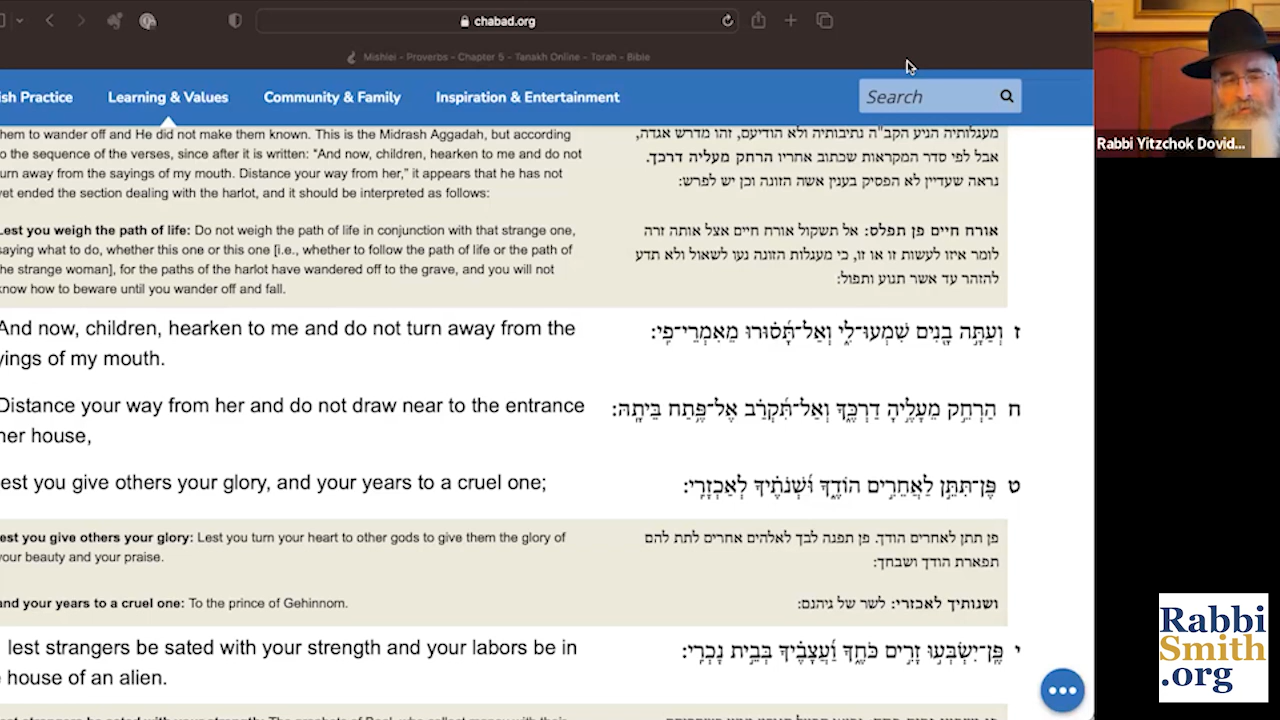 chabad.org
Mishlei - Proverbs - Chapter 5 - Tanakh Online - Torah - Bible
ish Practice Learning & Values Community & Family Inspiration & Entertainment Search
Rabbi Yitzchok Dovid...
hem to wander off and He did not make them known. This is the Midrash Aggadah, but according
o the sequence of the verses, since after it is written: “And now, children, hearken to me and do not
urn away from the sayings of my mouth. Distance your way from her,” it appears that he has not
yet ended the section dealing with the harlot, and it should be interpreted as follows:
מעגלותיה הניע הקב"ה נתיבותיה ולא הודיעם, זהו מדרש אגדה,
אבל לפי סדר המקראות שכתוב אחריו הרחק מעליה דרכך.
נראה שעדיין לא הפסיק בענין אשה הזונה וכן יש לפרש:
Lest you weigh the path of life: Do not weigh the path of life in conjunction with that strange one,
saying what to do, whether this one or this one [i.e., whether to follow the path of life or the path of
the strange woman], for the paths of the harlot have wandered off to the grave, and you will not
know how to beware until you wander off and fall.
אורח חיים פן תפלס: אל תשקול אורח חיים אצל אותה זרה
לומר איזו לעשות זו או זו, כי מעגלות הזונה נעו לשאול ולא תדע
להזהר עד אשר תנוע ותפול:
And now, children, hearken to me and do not turn away from the
yings of my mouth.
ז וְעַתָּ֣ה בָ֖נִים שִׁמְעוּ־לִ֑י וְאַל־תָּ֜ס֗וּרוּ מֵאִמְרֵי־פִֽי:
Distance your way from her and do not draw near to the entrance
her house,
ח הַרְחֵ֣ק מֵעָלֶ֣יהָ דַרְכֶּ֑ךָ וְאַל־תִּ֜קְרַ֗ב אֶל־פֶּ֥תַח בֵּיתָֽהּ:
est you give others your glory, and your years to a cruel one;
ט פֶּן־תִּתֵּ֣ן לַֽאֲחֵרִ֣ים הוֹדֶ֑ךָ וּ֜שְׁנֹתֶ֗יךָ לְאַכְזָרִֽי:
est you give others your glory: Lest you turn your heart to other gods to give them the glory of
your beauty and your praise.
פן תתן לאחרים הודך. פן תפנה לבך לאלהים אחרים לתת להם
תפארת הודך ושבחך:
and your years to a cruel one: To the prince of Gehinnom.
ושנותיך לאכזרי: לשר של גיהנם:
lest strangers be sated with your strength and your labors be in
house of an alien.
י פֶּֽן־יִשְׂבְּע֣וּ זָרִ֣ים כֹּחֶ֑ךָ וַֽ֜עֲצָבֶ֗יךָ בְּבֵ֣ית נָכְרִֽי:
Rabbi
Smith
.org